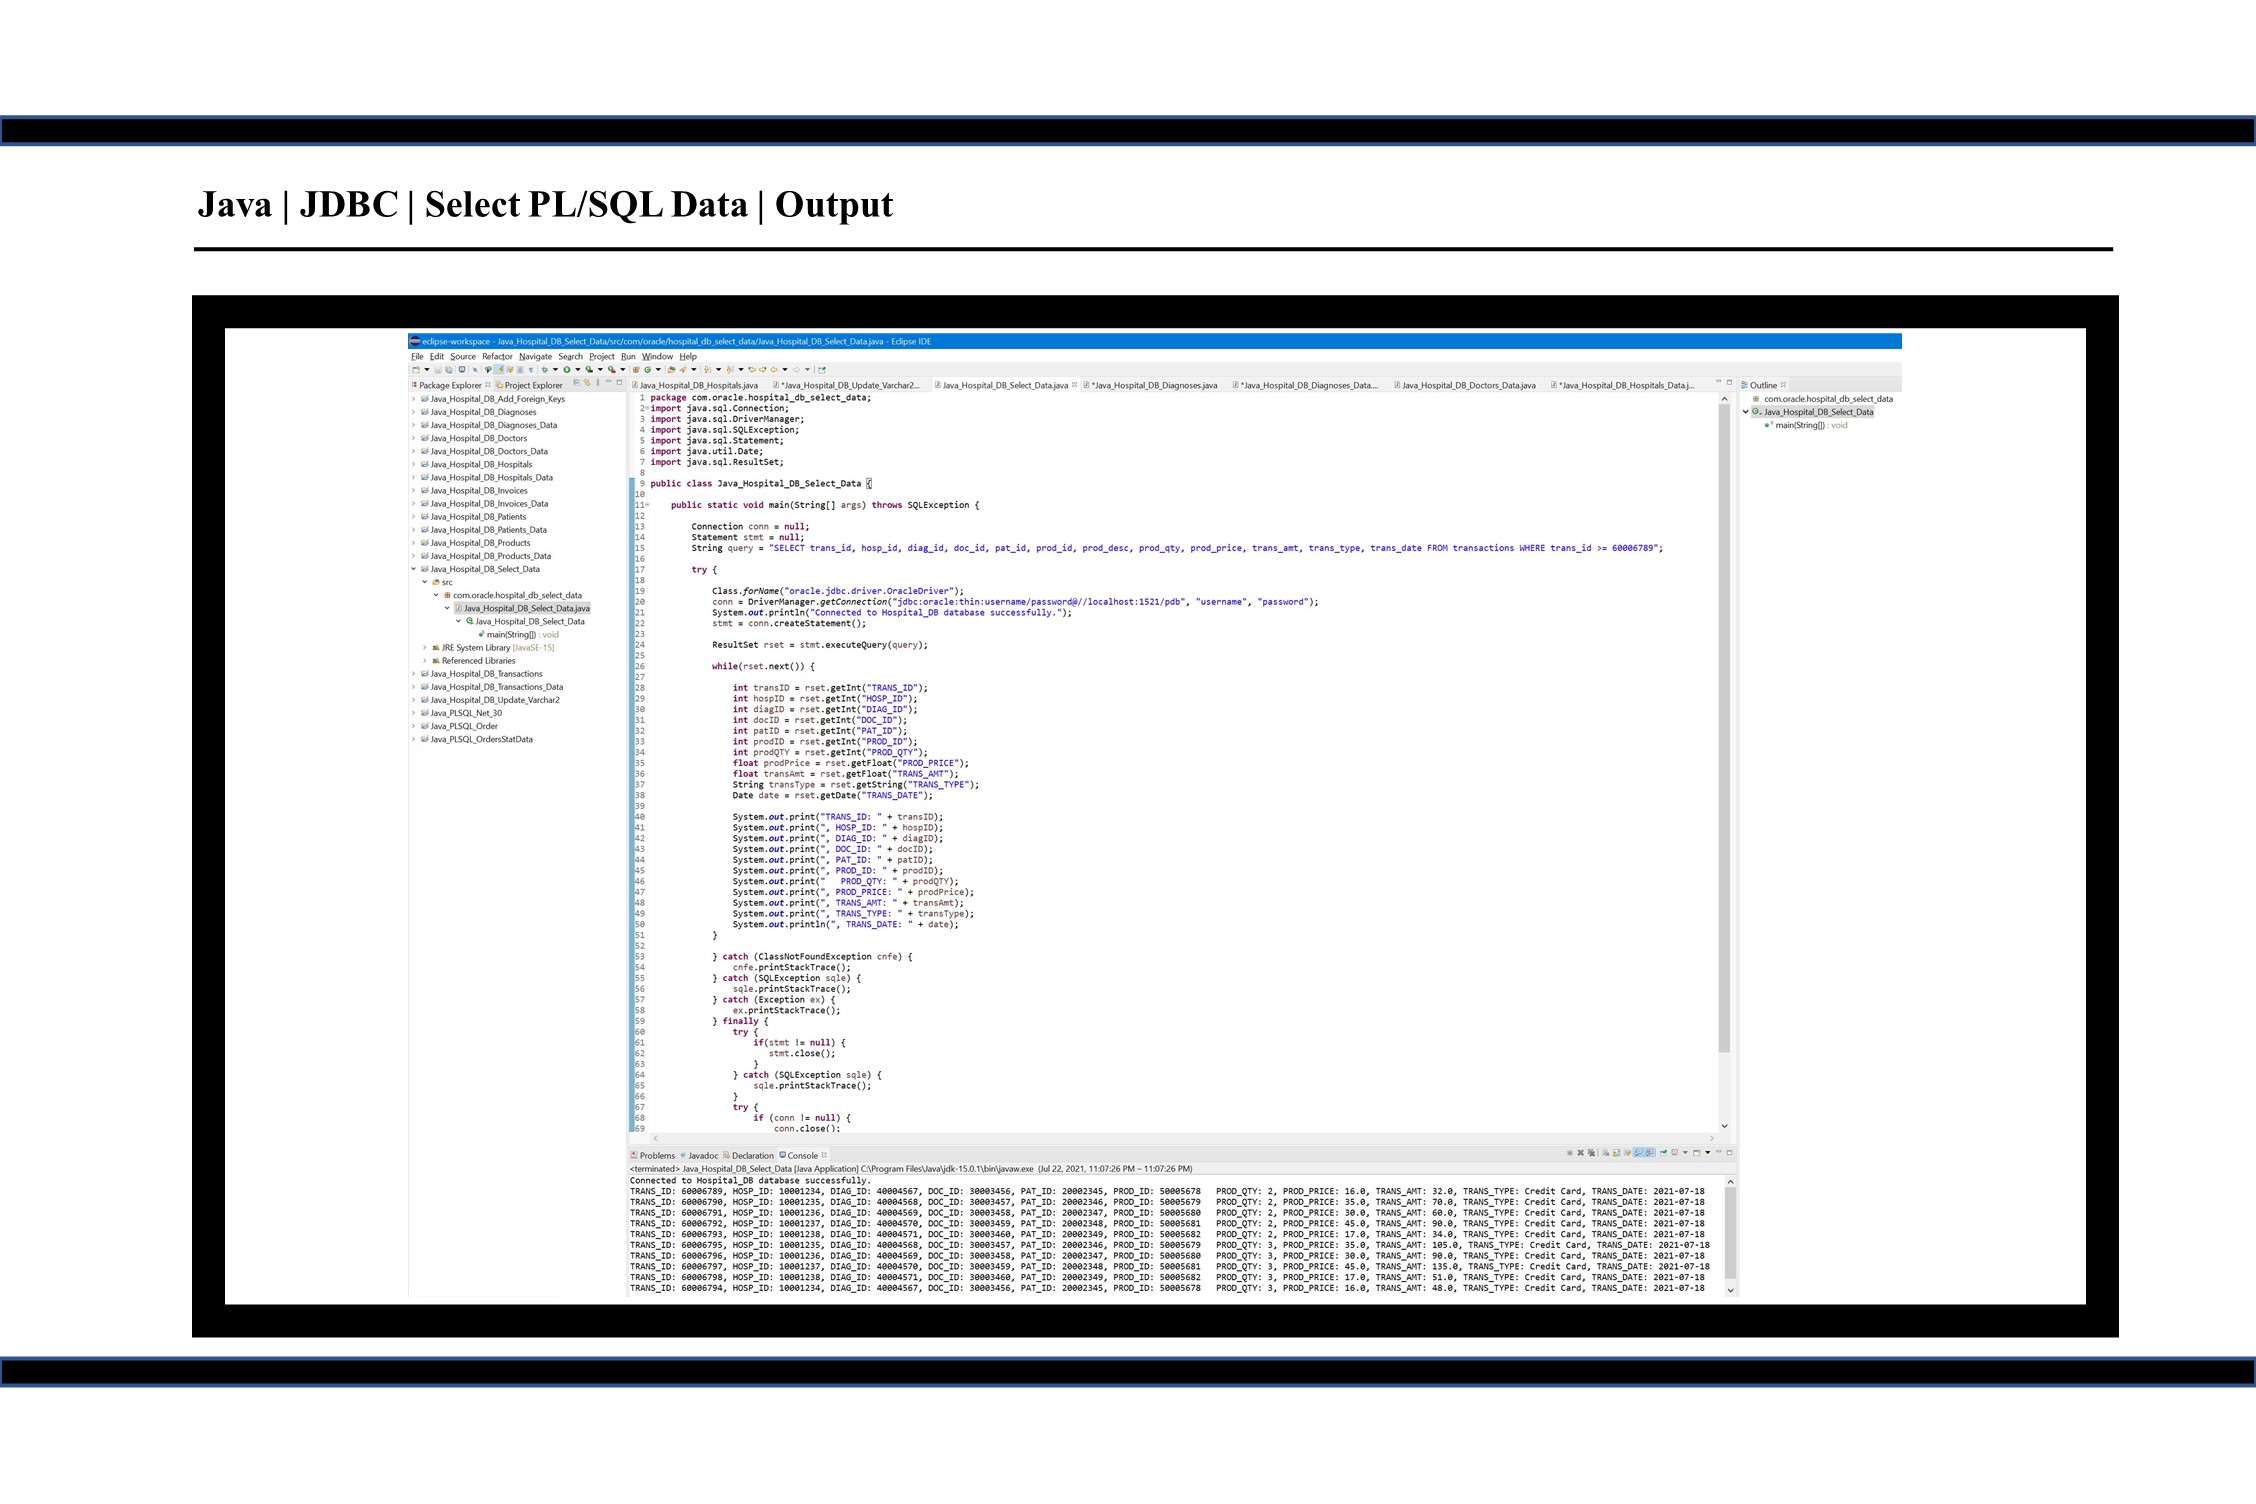 Java | JDBC | Select PL/SQL Data | Output
eclipse-workspace - Java_Hospital_DB_Select_Data/src/com/oracle/hospital_db_select_data/Java_Hospital_DB_Select_Data.java - Eclipse IDE
File Edit Source Refactor Navigate Search Project Run Window Help
Package Explorer Project Explorer
Java_Hospital_DB_Add_Foreign_Keys
Java_Hospital_DB_Diagnoses
Java_Hospital_DB_Diagnoses_Data
Java_Hospital_DB_Doctors
Java_Hospital_DB_Doctors_Data
Java_Hospital_DB_Hospitals
Java_Hospital_DB_Hospitals_Data
Java_Hospital_DB_Invoices
Java_Hospital_DB_Invoices_Data
Java_Hospital_DB_Patients
Java_Hospital_DB_Patients_Data
Java_Hospital_DB_Products
Java_Hospital_DB_Products_Data
Java_Hospital_DB_Select_Data
src
com.oracle.hospital_db_select_data
Java_Hospital_DB_Select_Data.java
Java_Hospital_DB_Select_Data
main(String[]) : void
JRE System Library [JavaSE-15]
Referenced Libraries
Java_Hospital_DB_Transactions
Java_Hospital_DB_Transactions_Data
Java_Hospital_DB_Update_Varchar2
Java_PLSQL_Net_30
Java_PLSQL_Order
Java_PLSQL_OrdersStatData
Java_Hospital_DB_Hospitals.java *Java_Hospital_DB_Update_Varchar2... Java_Hospital_DB_Select_Data.java *Java_Hospital_DB_Diagnoses.java *Java_Hospital_DB_Diagnoses_Data.... Java_Hospital_DB_Doctors_Data.java *Java_Hospital_DB_Hospitals_Data.j...
1 package com.oracle.hospital_db_select_data;
2 import java.sql.Connection;
3 import java.sql.DriverManager;
4 import java.sql.SQLException;
5 import java.sql.Statement;
6 import java.util.Date;
7 import java.sql.ResultSet;
8
9 public class Java_Hospital_DB_Select_Data {
10
11 public static void main(String[] args) throws SQLException {
12
13 Connection conn = null;
14 Statement stmt = null;
15 String query = "SELECT trans_id, hosp_id, diag_id, doc_id, pat_id, prod_id, prod_desc, prod_qty, prod_price, trans_amt, trans_type, trans_date FROM transactions WHERE trans_id >= 60006789";
16
17 try {
18
19 Class.forName("oracle.jdbc.driver.OracleDriver");
20 conn = DriverManager.getConnection("jdbc:oracle:thin:username/password@//localhost:1521/pdb", "username", "password");
21 System.out.println("Connected to Hospital_DB database successfully.");
22 stmt = conn.createStatement();
23
24 ResultSet rset = stmt.executeQuery(query);
25
26 while(rset.next()) {
27
28 int transID = rset.getInt("TRANS_ID");
29 int hospID = rset.getInt("HOSP_ID");
30 int diagID = rset.getInt("DIAG_ID");
31 int docID = rset.getInt("DOC_ID");
32 int patID = rset.getInt("PAT_ID");
33 int prodID = rset.getInt("PROD_ID");
34 int prodQTY = rset.getInt("PROD_QTY");
35 float prodPrice = rset.getFloat("PROD_PRICE");
36 float transAmt = rset.getFloat("TRANS_AMT");
37 String transType = rset.getString("TRANS_TYPE");
38 Date date = rset.getDate("TRANS_DATE");
39
40 System.out.print("TRANS_ID: " + transID);
41 System.out.print(", HOSP_ID: " + hospID);
42 System.out.print(", DIAG_ID: " + diagID);
43 System.out.print(", DOC_ID: " + docID);
44 System.out.print(", PAT_ID: " + patID);
45 System.out.print(", PROD_ID: " + prodID);
46 System.out.print("   PROD_QTY: " + prodQTY);
47 System.out.print(", PROD_PRICE: " + prodPrice);
48 System.out.print(", TRANS_AMT: " + transAmt);
49 System.out.print(", TRANS_TYPE: " + transType);
50 System.out.println(", TRANS_DATE: " + date);
51 }
52
53 } catch (ClassNotFoundException cnfe) {
54 cnfe.printStackTrace();
55 } catch (SQLException sqle) {
56 sqle.printStackTrace();
57 } catch (Exception ex) {
58 ex.printStackTrace();
59 } finally {
60 try {
61 if(stmt != null) {
62 stmt.close();
63 }
64 } catch (SQLException sqle) {
65 sqle.printStackTrace();
66 }
67 try {
68 if (conn != null) {
69 conn.close();
Outline
com.oracle.hospital_db_select_data
Java_Hospital_DB_Select_Data
main(String[]) : void
Problems Javadoc Declaration Console
<terminated> Java_Hospital_DB_Select_Data [Java Application] C:\Program Files\Java\jdk-15.0.1\bin\javaw.exe (Jul 22, 2021, 11:07:26 PM – 11:07:26 PM)
Connected to Hospital_DB database successfully.
TRANS_ID: 60006789, HOSP_ID: 10001234, DIAG_ID: 40004567, DOC_ID: 30003456, PAT_ID: 20002345, PROD_ID: 50005678   PROD_QTY: 2, PROD_PRICE: 16.0, TRANS_AMT: 32.0, TRANS_TYPE: Credit Card, TRANS_DATE: 2021-07-18
TRANS_ID: 60006790, HOSP_ID: 10001235, DIAG_ID: 40004568, DOC_ID: 30003457, PAT_ID: 20002346, PROD_ID: 50005679   PROD_QTY: 2, PROD_PRICE: 35.0, TRANS_AMT: 70.0, TRANS_TYPE: Credit Card, TRANS_DATE: 2021-07-18
TRANS_ID: 60006791, HOSP_ID: 10001236, DIAG_ID: 40004569, DOC_ID: 30003458, PAT_ID: 20002347, PROD_ID: 50005680   PROD_QTY: 2, PROD_PRICE: 30.0, TRANS_AMT: 60.0, TRANS_TYPE: Credit Card, TRANS_DATE: 2021-07-18
TRANS_ID: 60006792, HOSP_ID: 10001237, DIAG_ID: 40004570, DOC_ID: 30003459, PAT_ID: 20002348, PROD_ID: 50005681   PROD_QTY: 2, PROD_PRICE: 45.0, TRANS_AMT: 90.0, TRANS_TYPE: Credit Card, TRANS_DATE: 2021-07-18
TRANS_ID: 60006793, HOSP_ID: 10001238, DIAG_ID: 40004571, DOC_ID: 30003460, PAT_ID: 20002349, PROD_ID: 50005682   PROD_QTY: 2, PROD_PRICE: 17.0, TRANS_AMT: 34.0, TRANS_TYPE: Credit Card, TRANS_DATE: 2021-07-18
TRANS_ID: 60006795, HOSP_ID: 10001235, DIAG_ID: 40004568, DOC_ID: 30003457, PAT_ID: 20002346, PROD_ID: 50005679   PROD_QTY: 3, PROD_PRICE: 35.0, TRANS_AMT: 105.0, TRANS_TYPE: Credit Card, TRANS_DATE: 2021-07-18
TRANS_ID: 60006796, HOSP_ID: 10001236, DIAG_ID: 40004569, DOC_ID: 30003458, PAT_ID: 20002347, PROD_ID: 50005680   PROD_QTY: 3, PROD_PRICE: 30.0, TRANS_AMT: 90.0, TRANS_TYPE: Credit Card, TRANS_DATE: 2021-07-18
TRANS_ID: 60006797, HOSP_ID: 10001237, DIAG_ID: 40004570, DOC_ID: 30003459, PAT_ID: 20002348, PROD_ID: 50005681   PROD_QTY: 3, PROD_PRICE: 45.0, TRANS_AMT: 135.0, TRANS_TYPE: Credit Card, TRANS_DATE: 2021-07-18
TRANS_ID: 60006798, HOSP_ID: 10001238, DIAG_ID: 40004571, DOC_ID: 30003460, PAT_ID: 20002349, PROD_ID: 50005682   PROD_QTY: 3, PROD_PRICE: 17.0, TRANS_AMT: 51.0, TRANS_TYPE: Credit Card, TRANS_DATE: 2021-07-18
TRANS_ID: 60006794, HOSP_ID: 10001234, DIAG_ID: 40004567, DOC_ID: 30003456, PAT_ID: 20002345, PROD_ID: 50005678   PROD_QTY: 3, PROD_PRICE: 16.0, TRANS_AMT: 48.0, TRANS_TYPE: Credit Card, TRANS_DATE: 2021-07-18